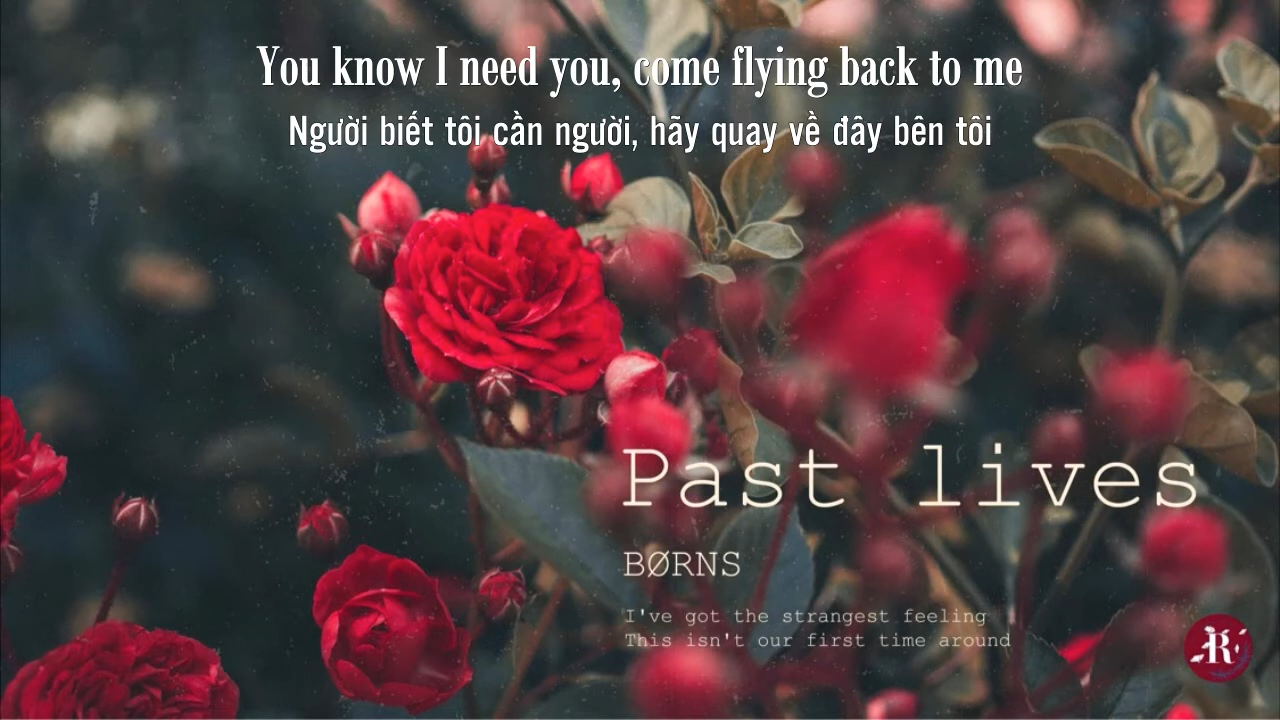 You know I need you, come flying back to me
Người biết tôi cần người, hãy quay về đây bên tôi
Past lives
BØRNS
I've got the strangest feeling
This isn't our first time around
R